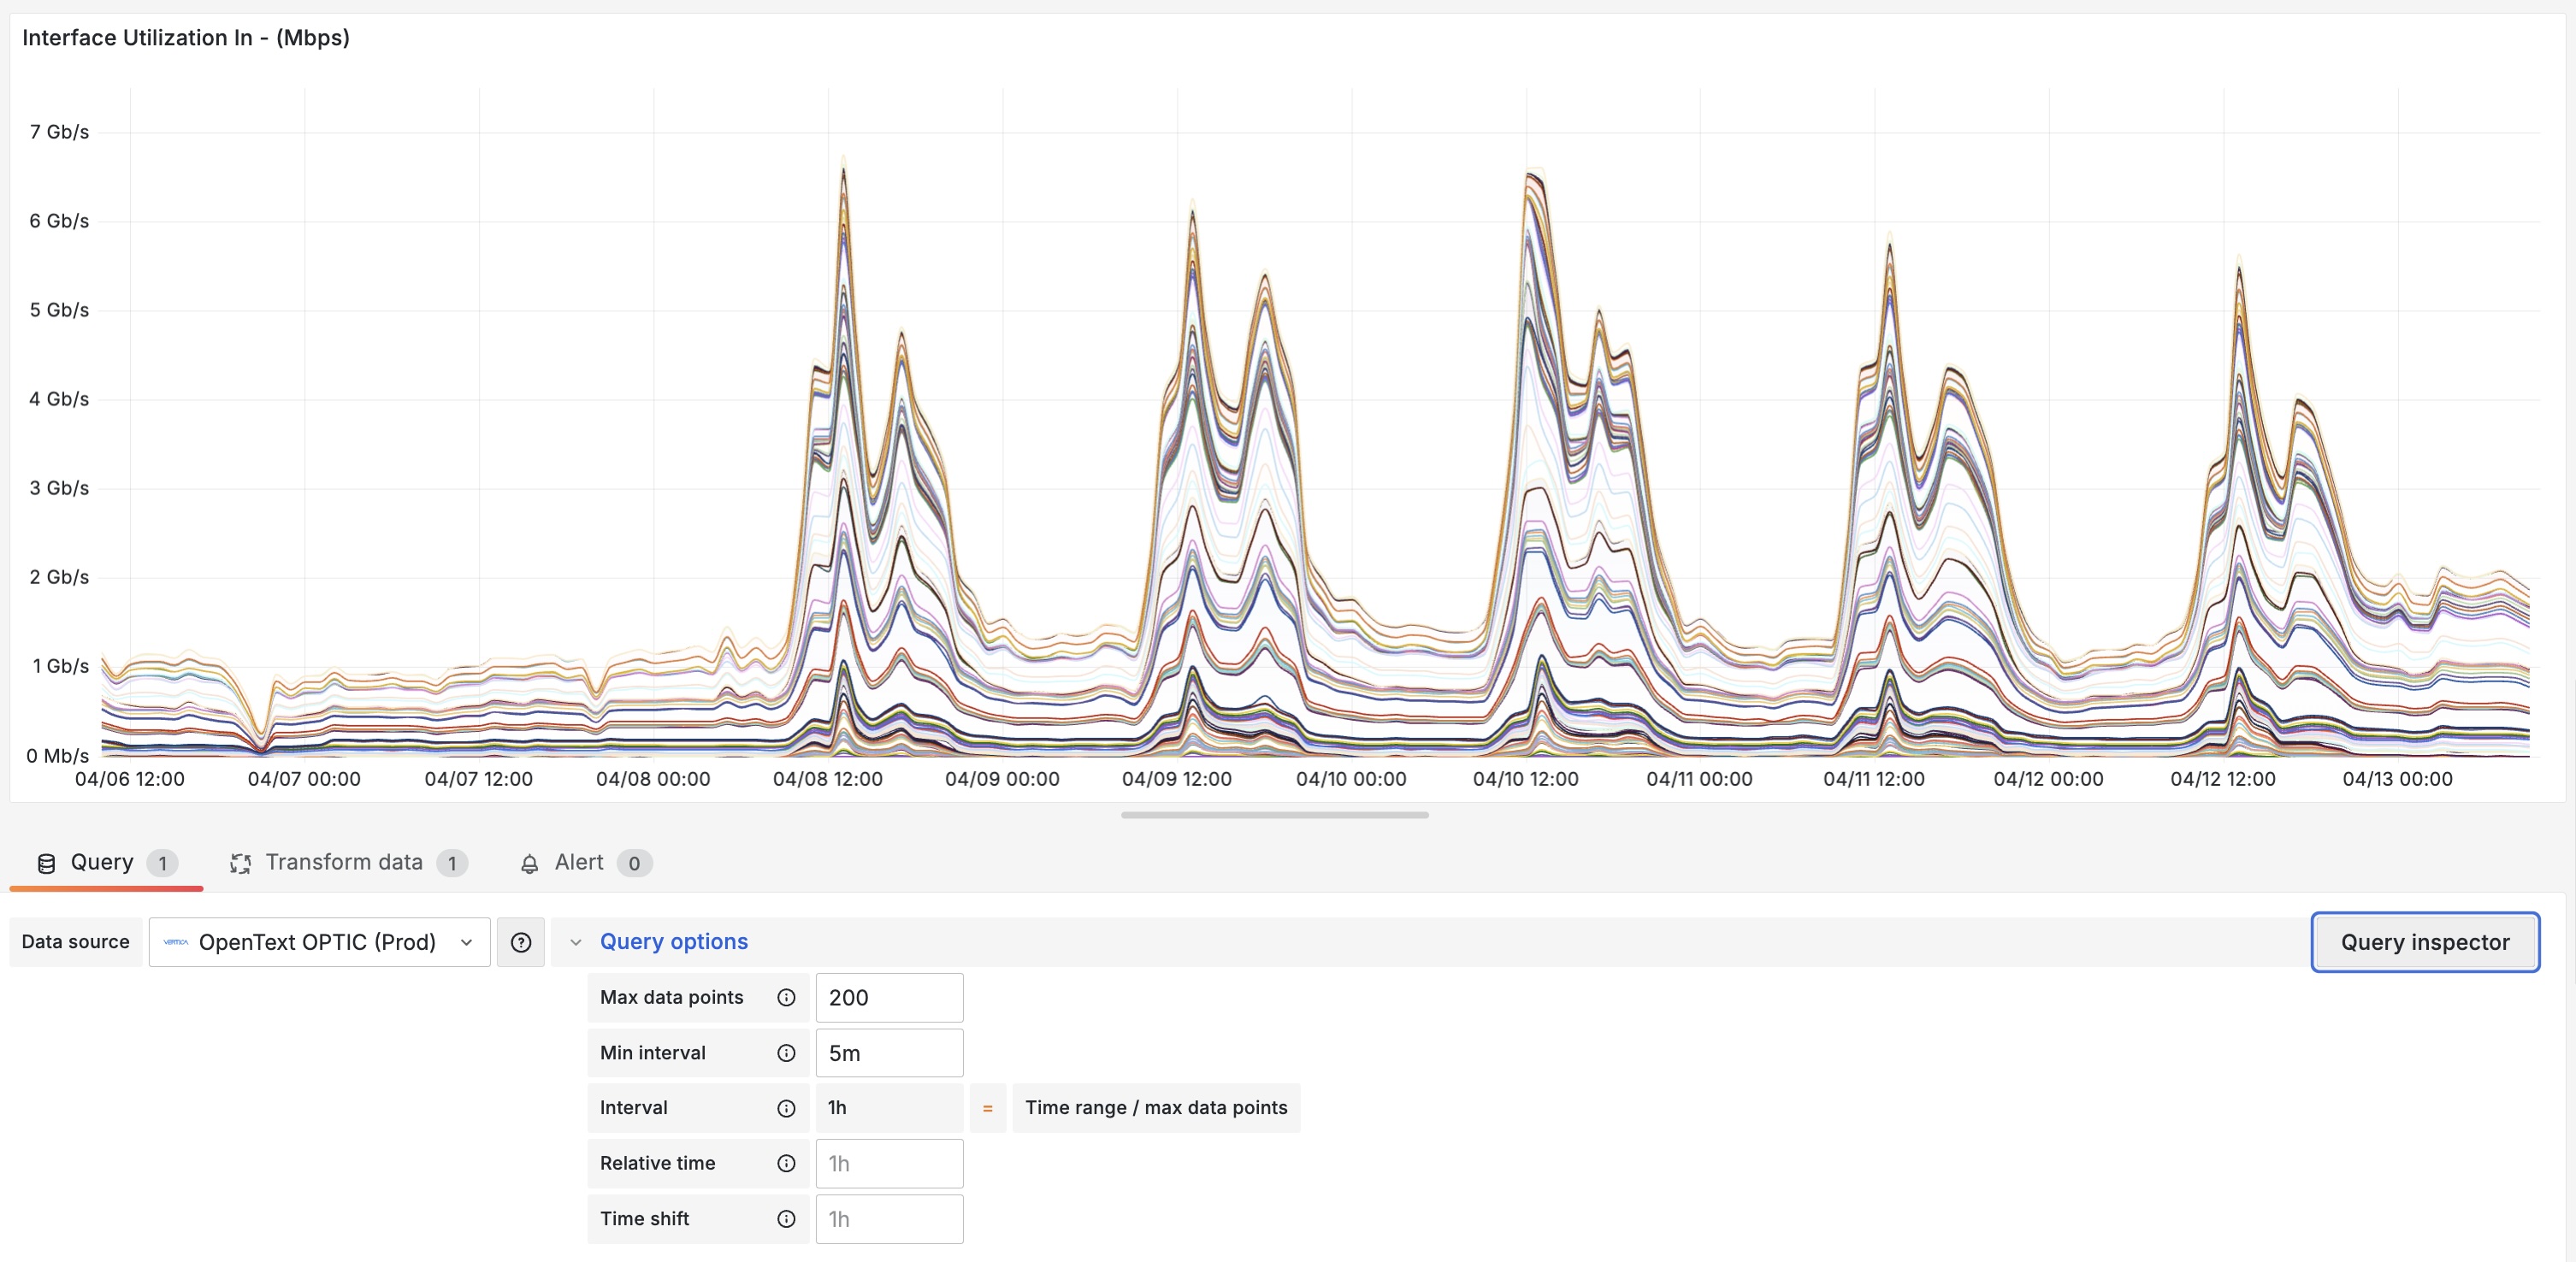 Interface Utilization In - (Mbps)
7 Gb/s
6 Gb/s
5 Gb/s
4 Gb/s
3 Gb/s
2 Gb/s
1 Gb/s
0 Mb/s
04/06 12:00 04/07 00:00 04/07 12:00 04/08 00:00 04/08 12:00 04/09 00:00 04/09 12:00 04/10 00:00 04/10 12:00 04/11 00:00 04/11 12:00 04/12 00:00 04/12 12:00 04/13 00:00
Query 1 Transform data 1 Alert 0
Data source VERTICA OpenText OPTIC (Prod) Query options Query inspector
Max data points 200
Min interval 5m
Interval 1h = Time range / max data points
Relative time 1h
Time shift 1h